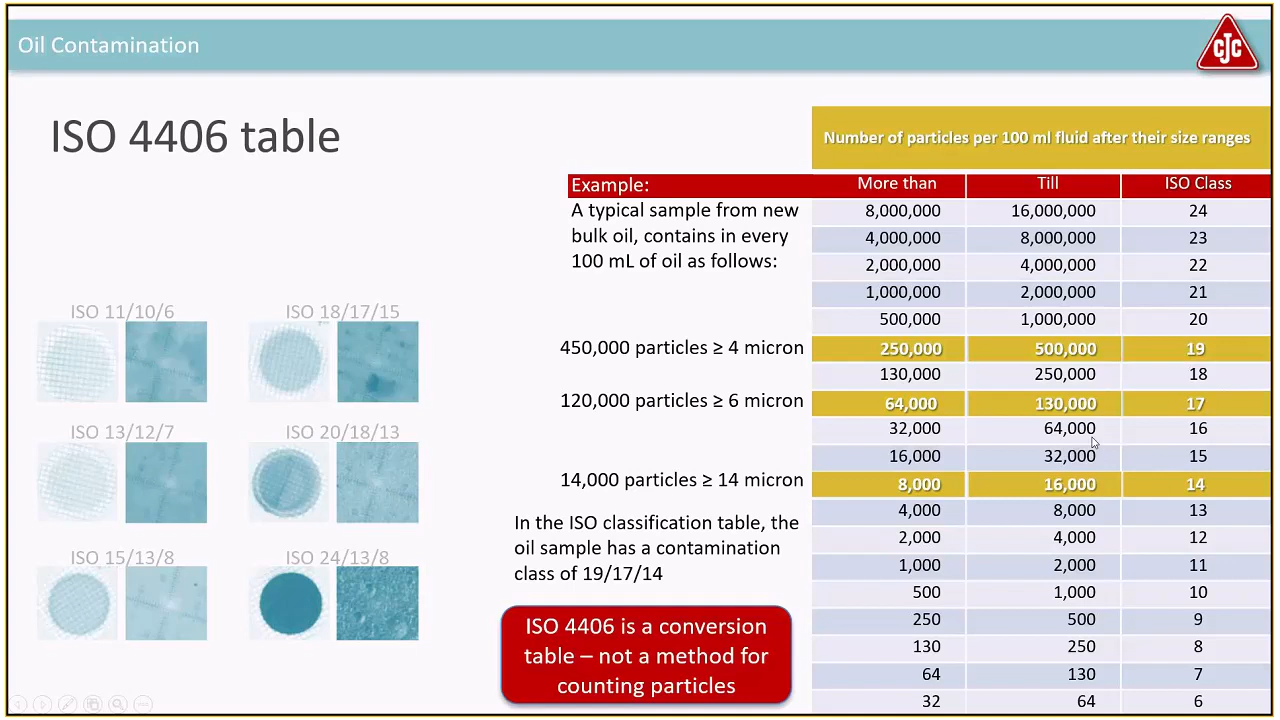 Oil Contamination
CJC
ISO 4406 table
Number of particles per 100 ml fluid after their size ranges
Example: More than Till ISO Class
A typical sample from new
bulk oil, contains in every
100 mL of oil as follows:
8,000,000 16,000,000 24
4,000,000 8,000,000 23
2,000,000 4,000,000 22
1,000,000 2,000,000 21
500,000 1,000,000 20
450,000 particles ≥ 4 micron 250,000 500,000 19
130,000 250,000 18
120,000 particles ≥ 6 micron 64,000 130,000 17
32,000 64,000 16
16,000 32,000 15
14,000 particles ≥ 14 micron 8,000 16,000 14
4,000 8,000 13
2,000 4,000 12
1,000 2,000 11
500 1,000 10
250 500 9
130 250 8
64 130 7
32 64 6
In the ISO classification table, the
oil sample has a contamination
class of 19/17/14
ISO 4406 is a conversion
table – not a method for
counting particles
ISO 11/10/6 ISO 18/17/15
ISO 13/12/7 ISO 20/18/13
ISO 15/13/8 ISO 24/13/8